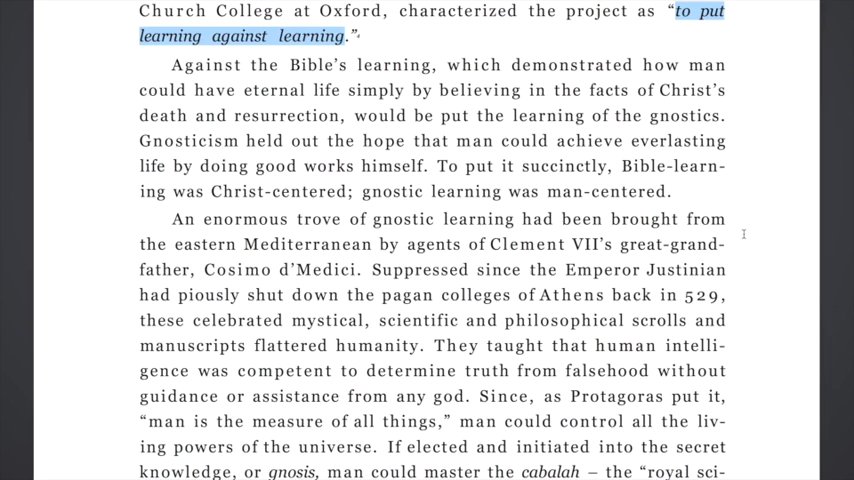 Church College at Oxford, characterized the project as “to put
learning against learning.”4
Against the Bible’s learning, which demonstrated how man
could have eternal life simply by believing in the facts of Christ’s
death and resurrection, would be put the learning of the gnostics.
Gnosticism held out the hope that man could achieve everlasting
life by doing good works himself. To put it succinctly, Bible-learn-
ing was Christ-centered; gnostic learning was man-centered.
An enormous trove of gnostic learning had been brought from
the eastern Mediterranean by agents of Clement VII’s great-grand-
father, Cosimo d’Medici. Suppressed since the Emperor Justinian
had piously shut down the pagan colleges of Athens back in 529,
these celebrated mystical, scientific and philosophical scrolls and
manuscripts flattered humanity. They taught that human intelli-
gence was competent to determine truth from falsehood without
guidance or assistance from any god. Since, as Protagoras put it,
“man is the measure of all things,” man could control all the liv-
ing powers of the universe. If elected and initiated into the secret
knowledge, or gnosis, man could master the cabalah – the “royal sci-